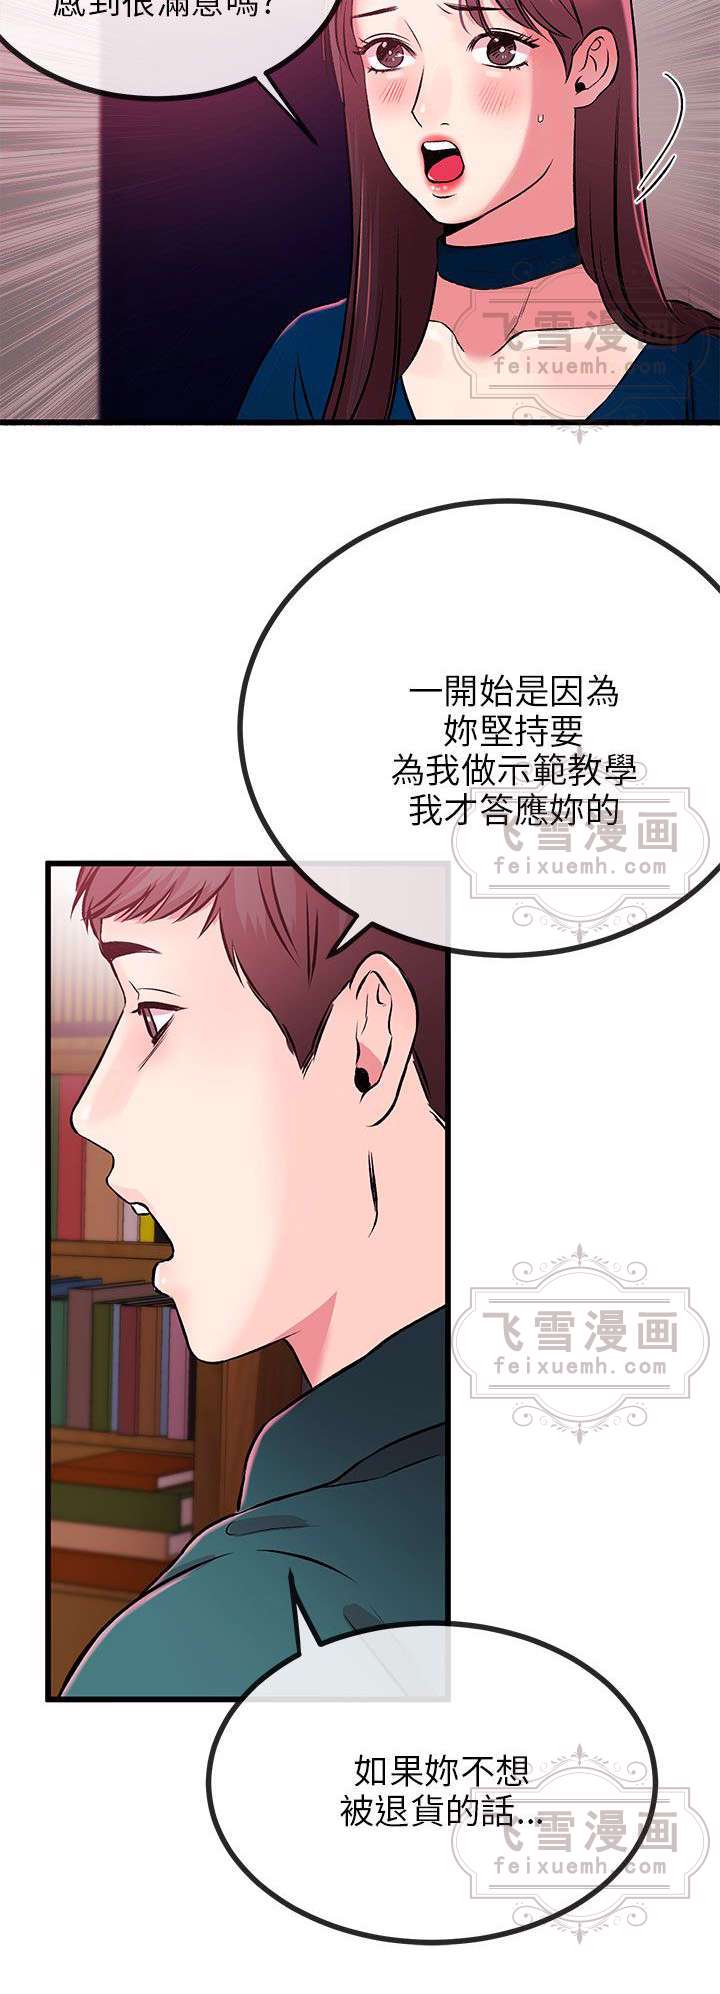 感到很滿意嗎?
飞雪漫画
feixuemh.com
一開始是因為
妳堅持要
為我做示範教學
我才答應妳的
飞雪漫画
feixuemh.com
飞雪漫画
feixuemh.com
如果妳不想
被退貨的話...
飞雪漫画
feixuemh.com